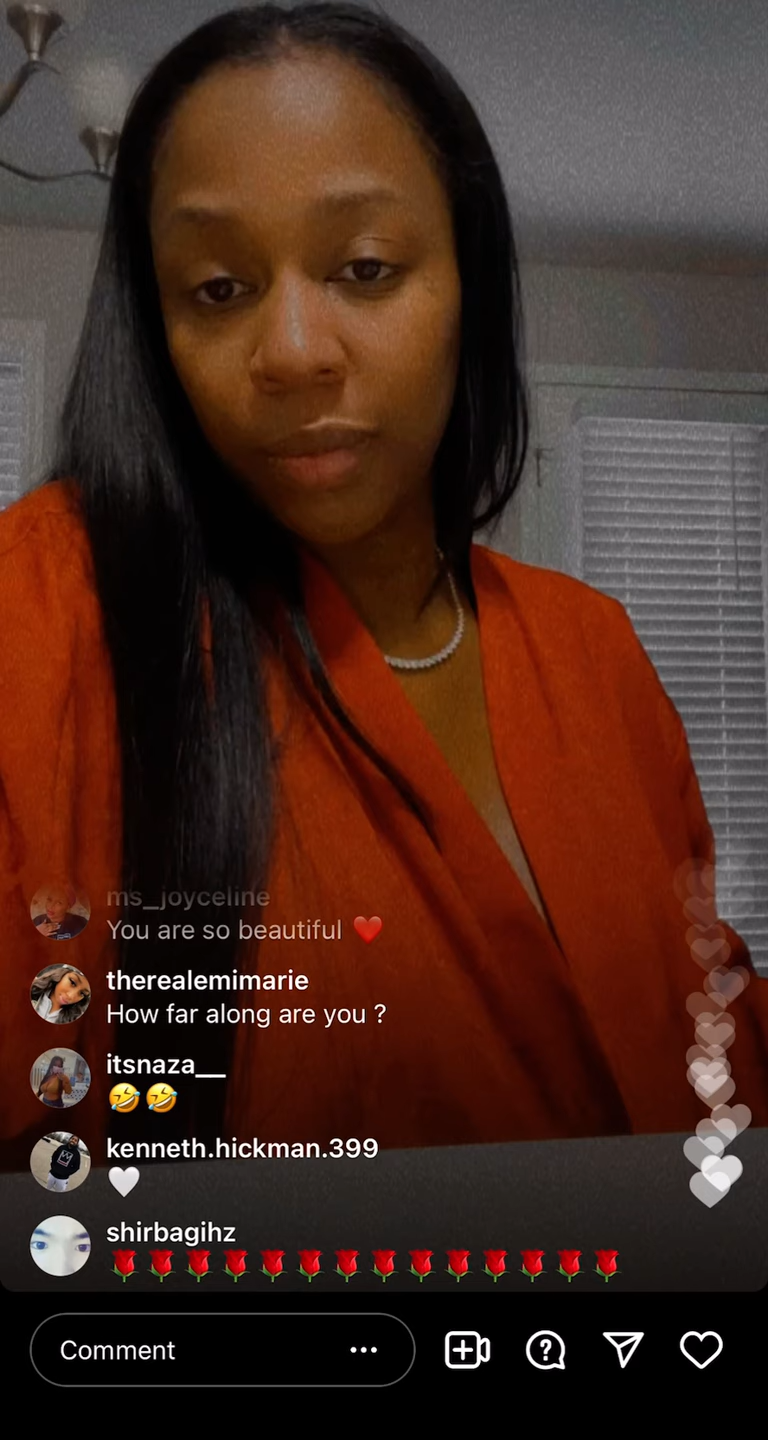 ms_joyceline
You are so beautiful ❤️
therealemimarie
How far along are you ?
itsnaza__
🤣🤣
kenneth.hickman.399
🤍
shirbagihz
🌹🌹🌹🌹🌹🌹🌹🌹🌹🌹🌹🌹🌹🌹
Comment